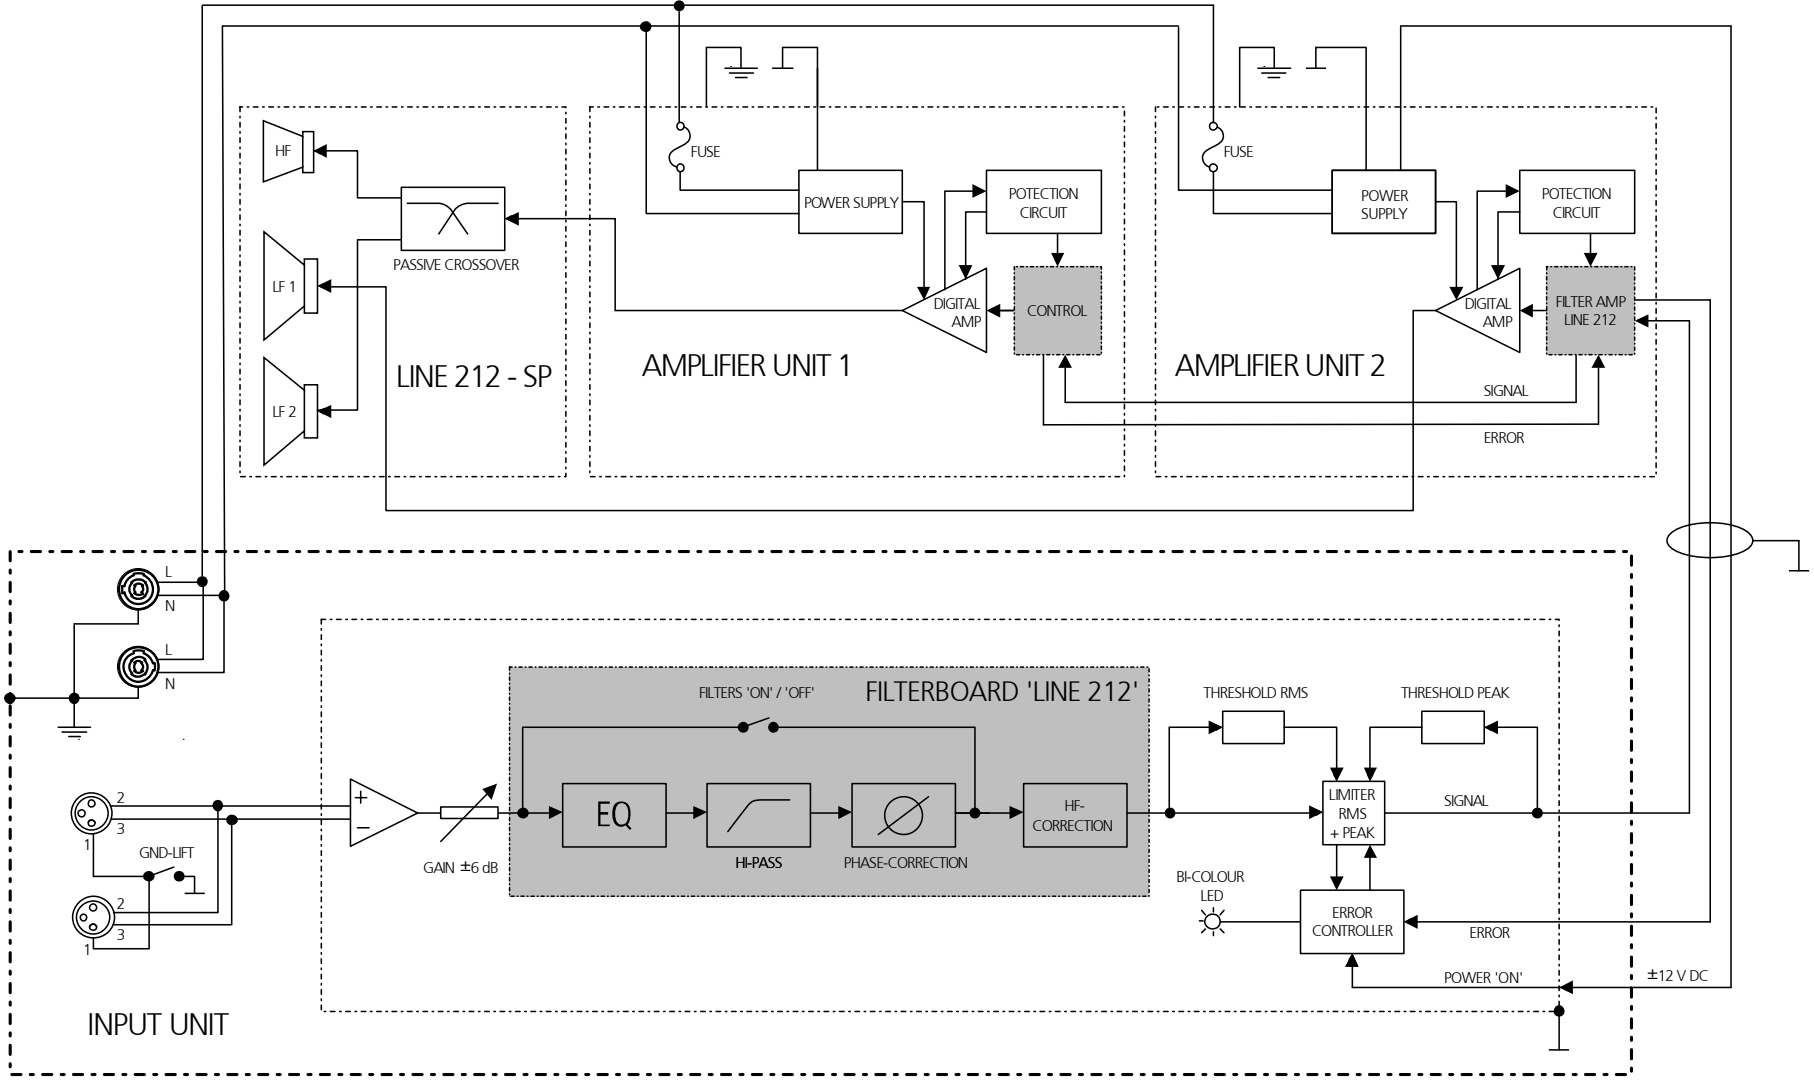 HF
FUSE
POTECTION
CIRCUIT
POWER SUPPLY
FUSE
POWER
SUPPLY
POTECTION
CIRCUIT
PASSIVE CROSSOVER
LF 1
DIGITAL
AMP
CONTROL
DIGITAL
AMP
FILTER AMP
LINE 212
LINE 212 - SP
AMPLIFIER UNIT 1
AMPLIFIER UNIT 2
SIGNAL
LF 2
ERROR
L
N
L
N
FILTERS 'ON' / 'OFF'
FILTERBOARD 'LINE 212'
THRESHOLD RMS
THRESHOLD PEAK
2
3
1
+
−
GAIN ±6 dB
EQ
HI-PASS
PHASE-CORRECTION
HF-
CORRECTION
LIMITER
RMS
+ PEAK
SIGNAL
GND-LIFT
2
3
1
BI-COLOUR
LED
ERROR
CONTROLLER
ERROR
POWER 'ON'
±12 V DC
INPUT UNIT